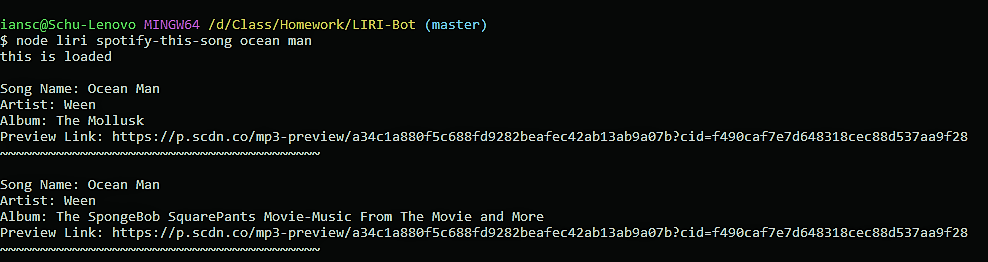 iansc@Schu-Lenovo MINGW64 /d/Class/Homework/LIRI-Bot (master)
$ node liri spotify-this-song ocean man
this is loaded
Song Name: Ocean Man
Artist: Ween
Album: The Mollusk
Preview Link: https://p.scdn.co/mp3-preview/a34c1a880f5c688fd9282beafec42ab13ab9a07b?cid=f490caf7e7d648318cec88d537aa9f28
~~~~~~~~~~~~~~~~~~~~~~~~~~~~~~~~~~~~~~~~
Song Name: Ocean Man
Artist: Ween
Album: The SpongeBob SquarePants Movie-Music From The Movie and More
Preview Link: https://p.scdn.co/mp3-preview/a34c1a880f5c688fd9282beafec42ab13ab9a07b?cid=f490caf7e7d648318cec88d537aa9f28
~~~~~~~~~~~~~~~~~~~~~~~~~~~~~~~~~~~~~~~~